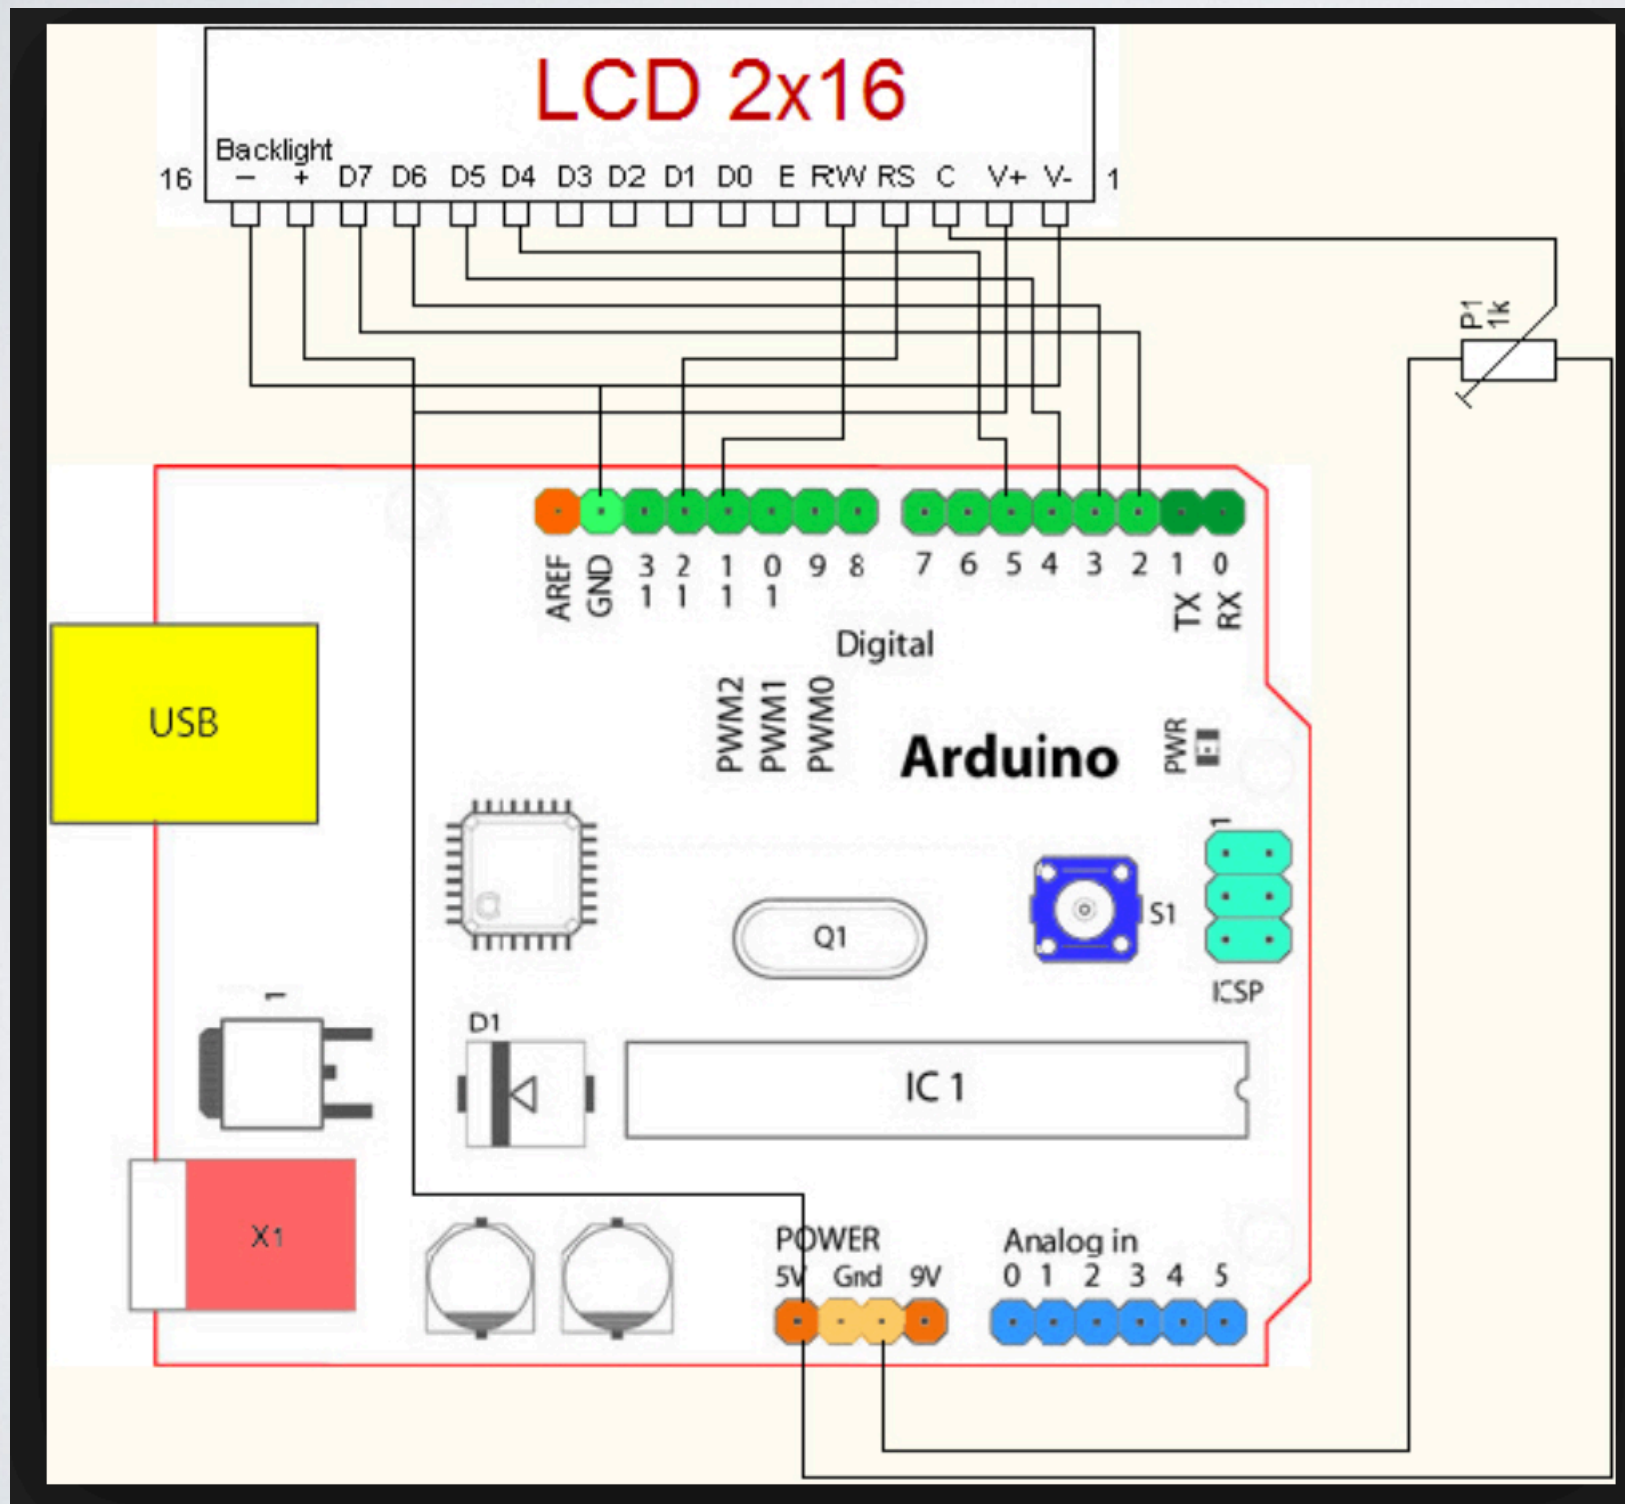 LCD 2x16
Backlight
16 – + D7 D6 D5 D4 D3 D2 D1 D0 E RW RS C V+ V- 1
P1
1k
AREF GND 3 2 1 0 9 8 7 6 5 4 3 2 1 0
1 1 1 1 TX RX
Digital
PWM2 PWM1 PWM0
Arduino
PWR
USB
1
S1
Q1
ICSP
1
D1
IC 1
X1
POWER
5V Gnd 9V
Analog in
0 1 2 3 4 5